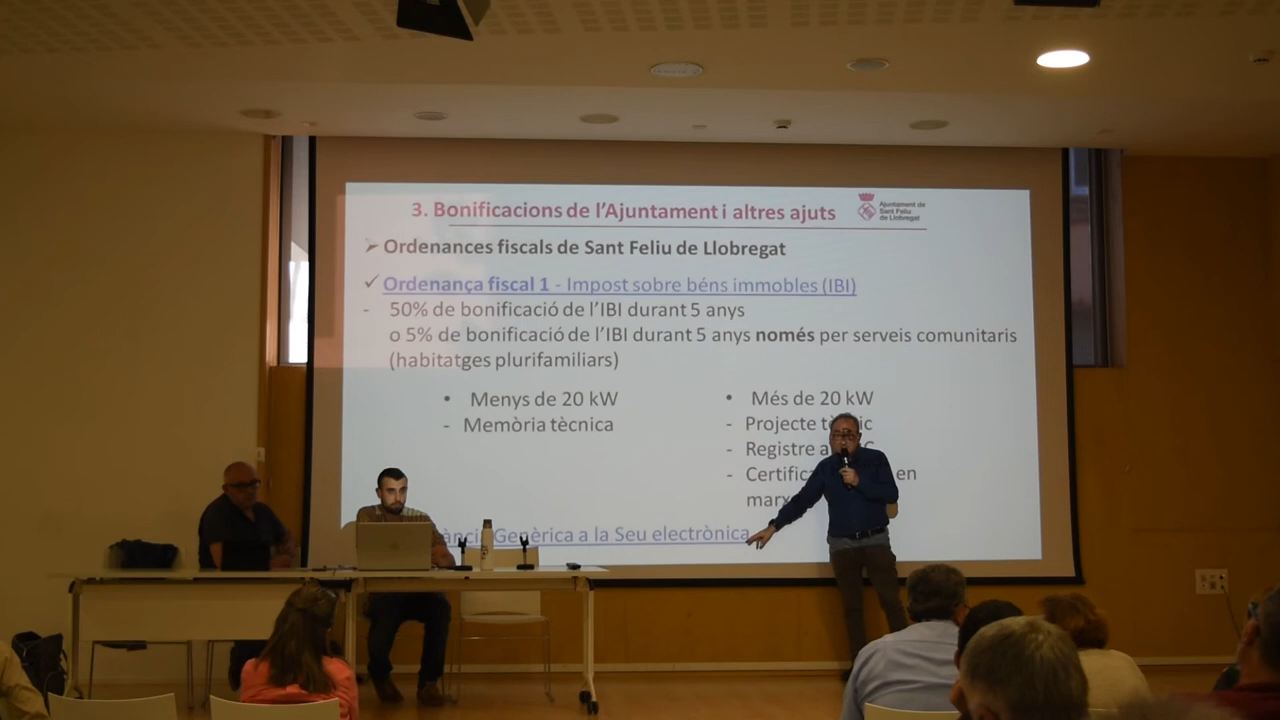 3. Bonificacions de l'Ajuntament i altres ajuts
Ajuntament de
Sant Feliu
de Llobregat
➢ Ordenances fiscals de Sant Feliu de Llobregat
✓ Ordenança fiscal 1 - Impost sobre béns immobles (IBI)
- 50% de bonificació de l'IBI durant 5 anys
o 5% de bonificació de l'IBI durant 5 anys només per serveis comunitaris
(habitatges plurifamiliars)
• Menys de 20 kW
- Memòria tècnica
• Més de 20 kW
- Projecte
- Registre
- en
Genèrica a la Seu electrònica